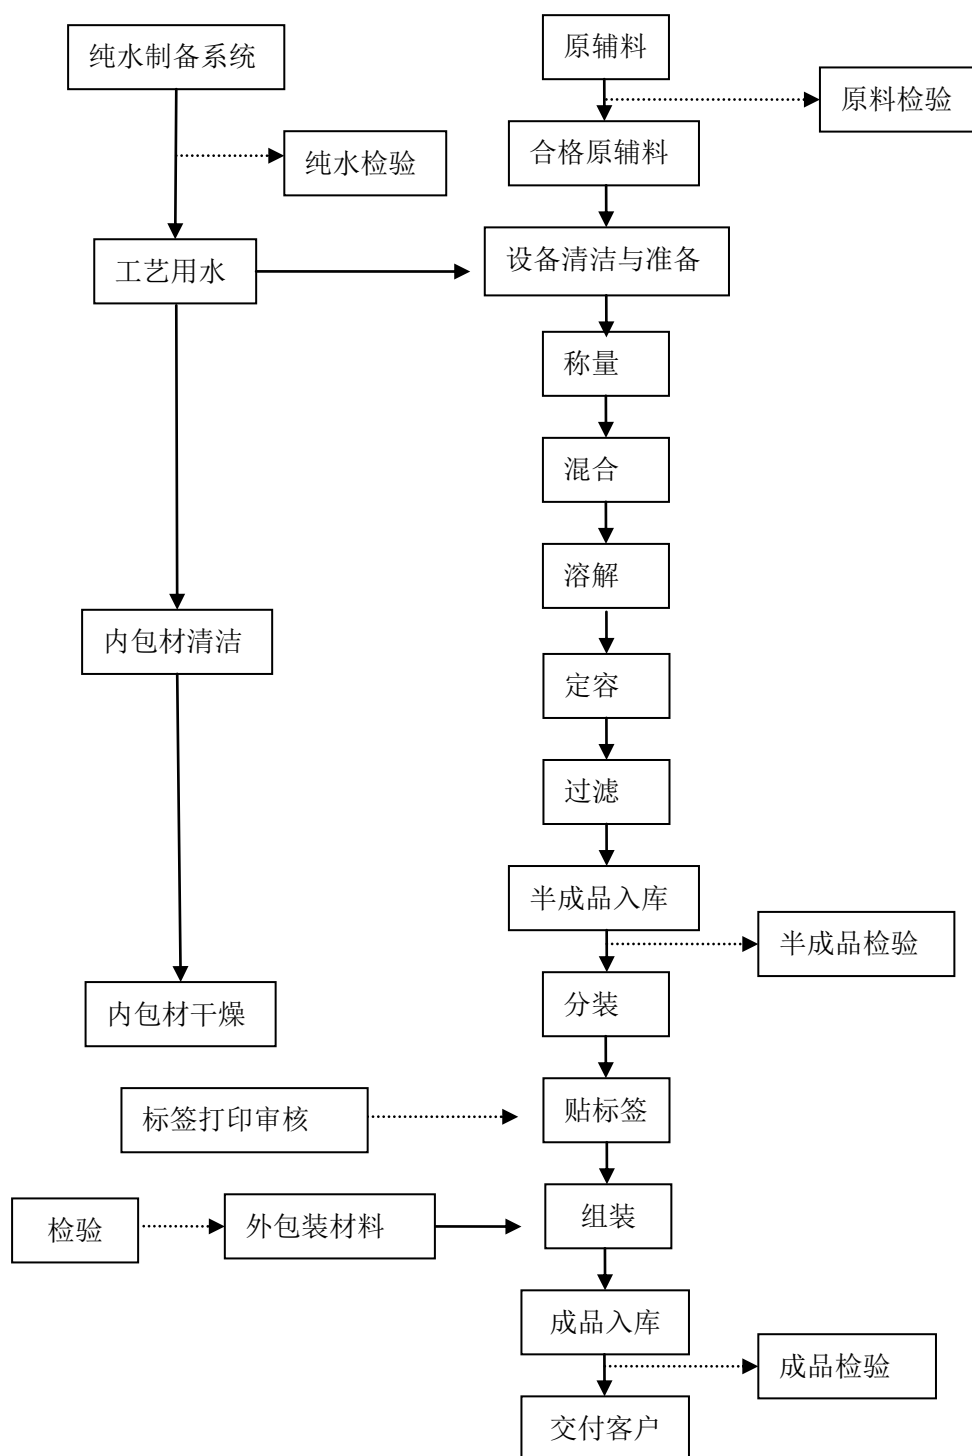 纯水制备系统
原辅料
原料检验
纯水检验
合格原辅料
工艺用水
设备清洁与准备
称量
混合
溶解
内包材清洁
定容
过滤
半成品入库
半成品检验
内包材干燥
分装
标签打印审核
贴标签
检验
外包装材料
组装
成品入库
成品检验
交付客户